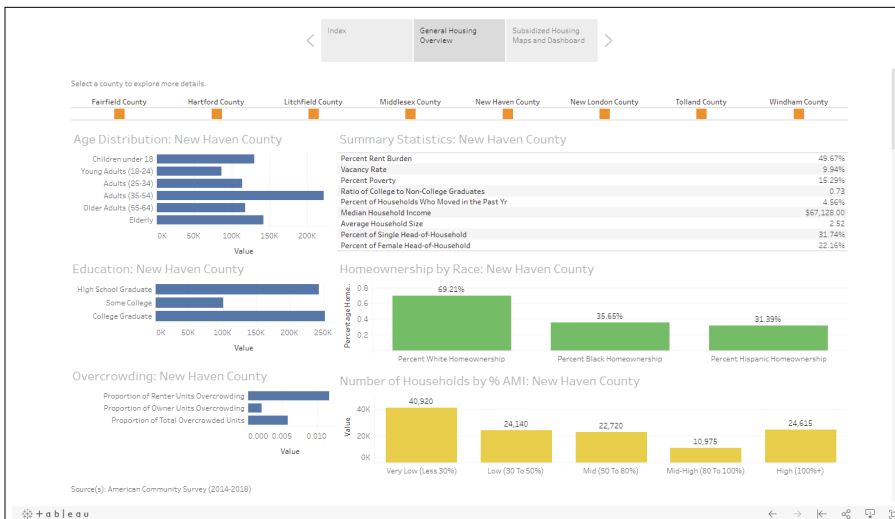 Index
General Housing
Overview
Subsidized Housing
Maps and Dashboard
Select a county to explore more details.
Fairfield County Hartford County Litchfield County Middlesex County New Haven County New London County Tolland County Windham County
Age Distribution: New Haven County
Children under 18
Young Adults (18-24)
Adults (25-34)
Adults (35-54)
Older Adults (55-64)
Elderly
0K 50K 100K 150K 200K
Value
Summary Statistics: New Haven County
Percent Rent Burden 49.67%
Vacancy Rate 9.94%
Percent Poverty 15.29%
Ratio of College to Non-College Graduates 0.73
Percent of Households Who Moved in the Past Yr 4.56%
Median Household Income $67,128.00
Average Household Size 2.52
Percent of Single Head-of-Household 31.74%
Percent of Female Head-of-Household 22.16%
Education: New Haven County
High School Graduate
Some College
College Graduate
0K 50K 100K 150K 200K 250K
Value
Homeownership by Race: New Haven County
Percentage Home..
0.8
0.6
0.4
0.2
69.21% 35.65% 31.39%
Percent White Homeownership Percent Black Homeownership Percent Hispanic Homeownership
Overcrowding: New Haven County
Proportion of Renter Units Overcrowding
Proportion of Owner Units Overcrowding
Proportion of Total Overcrowded Units
0.000 0.005 0.010
Value
Number of Households by % AMI: New Haven County
Value
40K
20K
0K
40,920 24,140 22,720 10,975 24,615
Very Low (Less 30%) Low (30 To 50%) Mid (50 To 80%) Mid-High (80 To 100%) High (100%+)
Source(s): American Community Survey (2014-2018)
+ableau